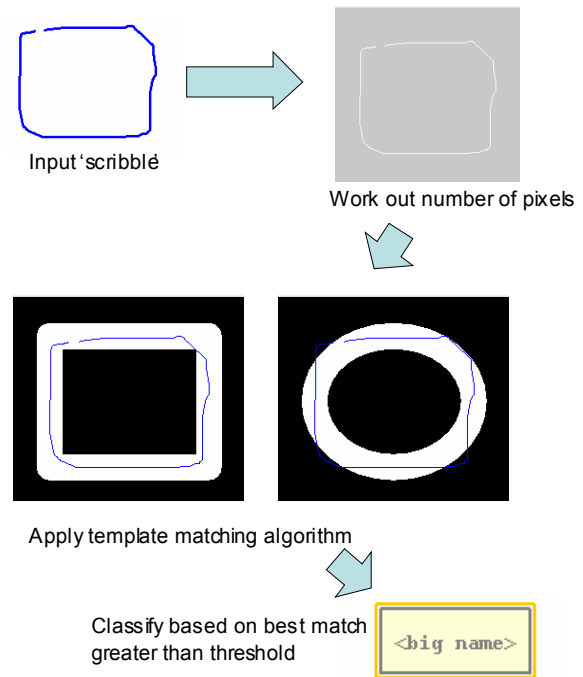 Input ‘scribble’
Work out number of pixels
Apply template matching algorithm
Classify based on best match
greater than threshold
<big name>